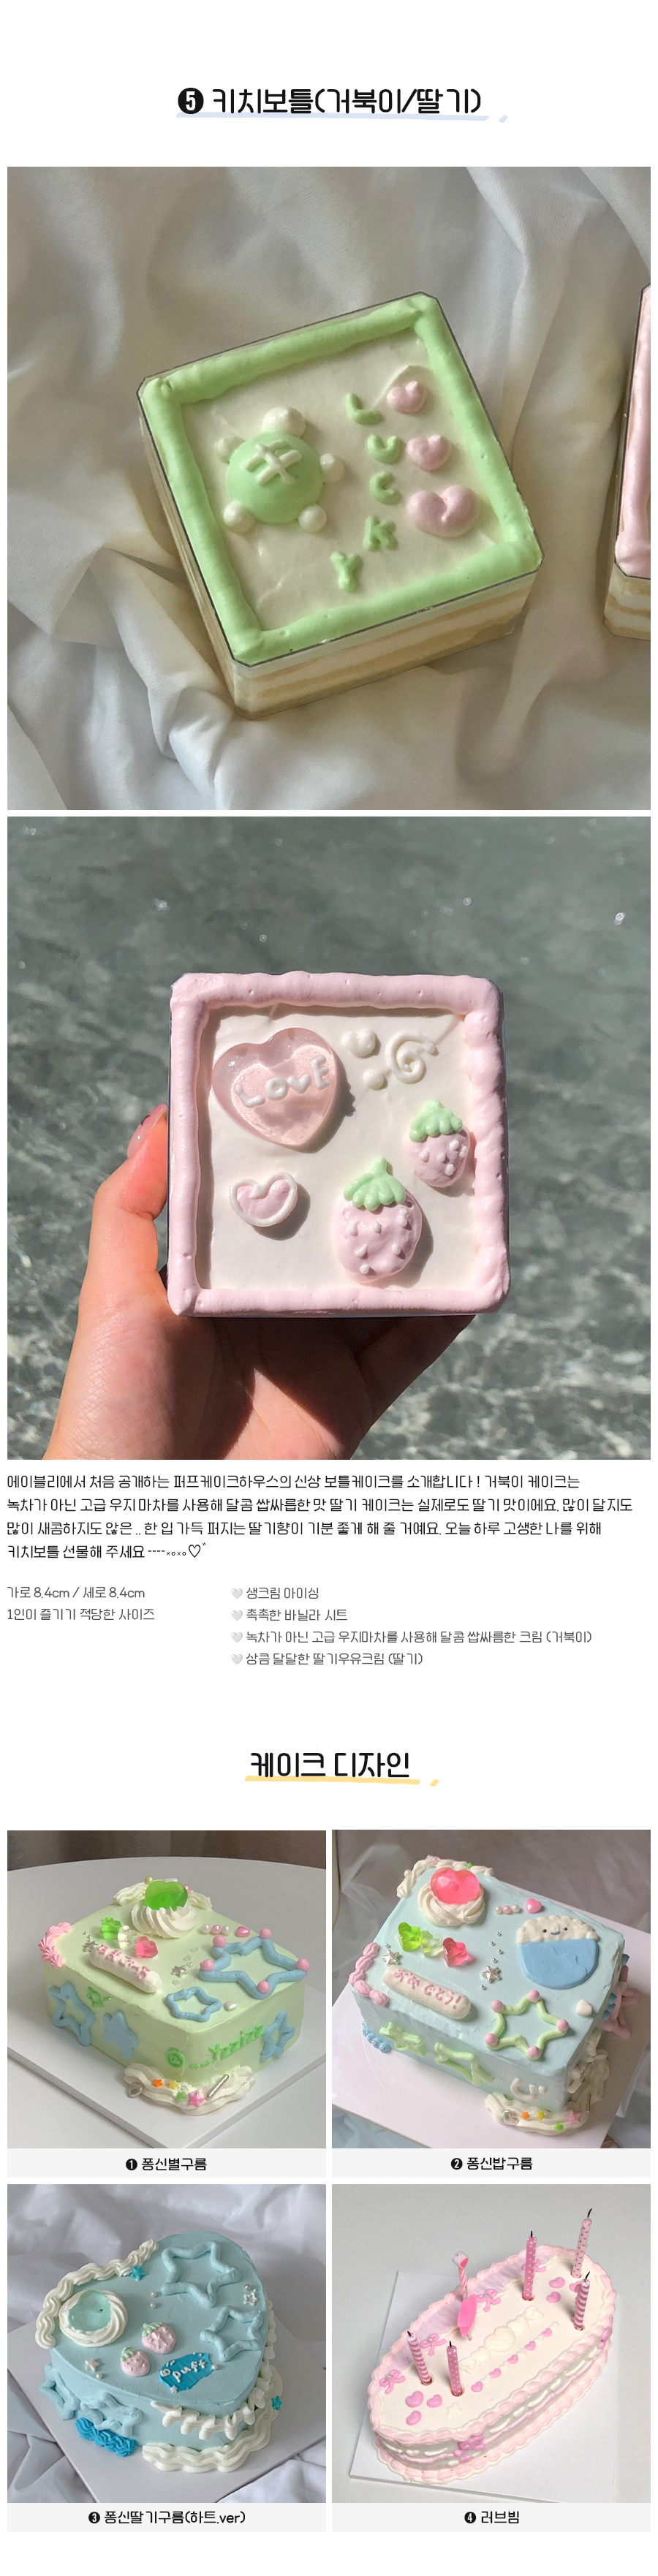 ❺ 키치보틀(거북이/딸기)
L
U
C
K
Y
LOVE
에이블리에서 처음 공개하는 퍼프케이크하우스의 신상 보틀케이크를 소개합니다 ! 거북이 케이크는
녹차가 아닌 고급 우지 마차를 사용해 달콤 쌉싸름한 맛 딸기 케이크는 실제로도 딸기 맛이에요. 많이 달지도
많이 새콤하지도 않은 .. 한 입 가득 퍼지는 딸기향이 기분 좋게 해 줄 거예요. 오늘 하루 고생한 나를 위해
키치보틀 선물해 주세요 ----×∘×∘♡*
가로 8.4cm / 세로 8.4cm
1인이 즐기기 적당한 사이즈
🤍 생크림 아이싱
🤍 촉촉한 바닐라 시트
🤍 녹차가 아닌 고급 우지마차를 사용해 달콤 쌉싸름한 크림 (거북이)
🤍 상콤 달달한 딸기우유크림 (딸기)
케이크 디자인
❶ 퐁신별구름
❷ 퐁신밥구름
puff
❸ 퐁신딸기구름(하트.ver)
❹ 러브빔